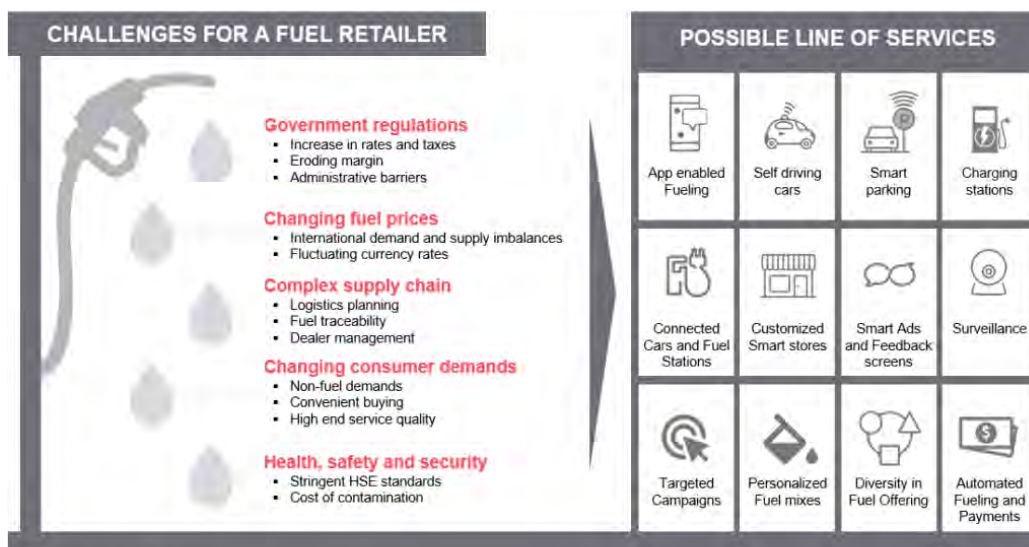 CHALLENGES FOR A FUEL RETAILER
Government regulations
▪ Increase in rates and taxes
▪ Eroding margin
▪ Administrative barriers
Changing fuel prices
▪ International demand and supply imbalances
▪ Fluctuating currency rates
Complex supply chain
▪ Logistics planning
▪ Fuel traceability
▪ Dealer management
Changing consumer demands
▪ Non-fuel demands
▪ Convenient buying
▪ High end service quality
Health, safety and security
▪ Stringent HSE standards
▪ Cost of contamination
POSSIBLE LINE OF SERVICES
App enabled
Fueling
Self driving
cars
Smart
parking
Charging
stations
Connected
Cars and Fuel
Stations
Customized
Smart stores
Smart Ads
and Feedback
screens
Surveillance
Targeted
Campaigns
Personalized
Fuel mixes
Diversity in
Fuel Offering
Automated
Fueling and
Payments